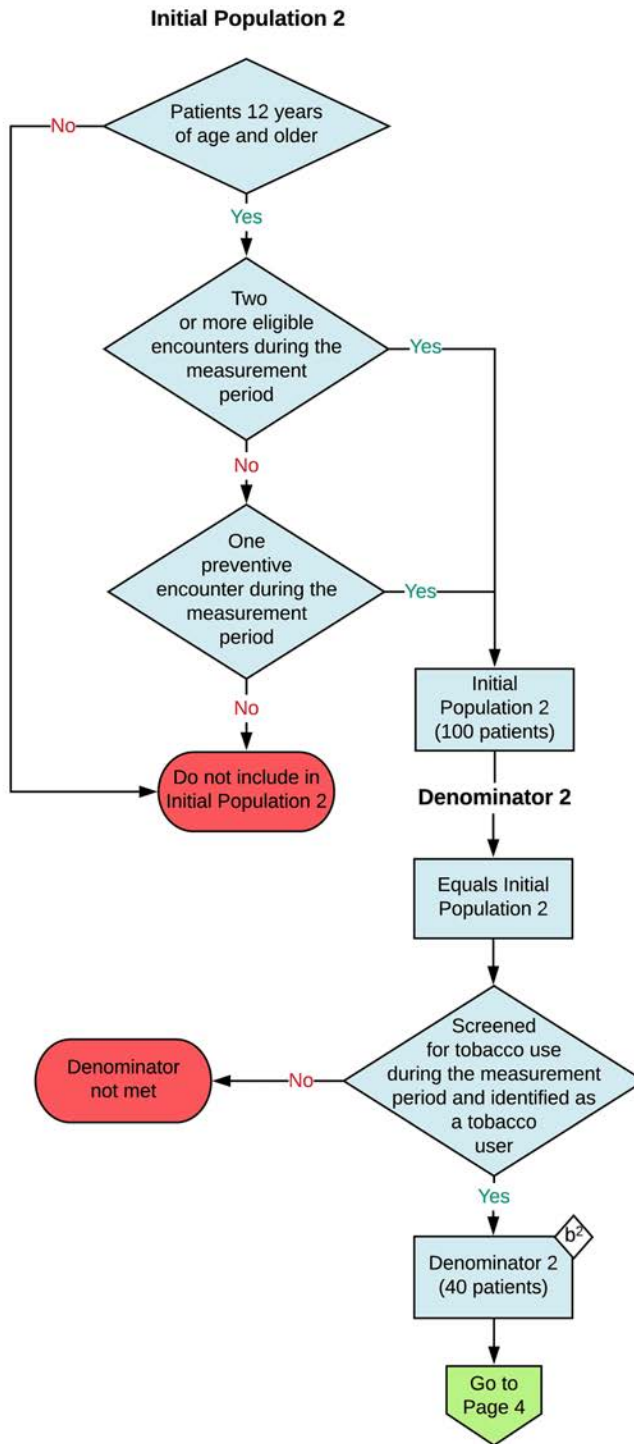 Initial Population 2
Patients 12 years
of age and older
No
Yes
Two
or more eligible
encounters during the
measurement
period
Yes
No
One
preventive
encounter during the
measurement
period
Yes
No
Do not include in
Initial Population 2
Initial
Population 2
(100 patients)
Denominator 2
Equals Initial
Population 2
Screened
for tobacco use
during the measurement
period and identified as
a tobacco
user
No
Denominator
not met
Yes
b²
Denominator 2
(40 patients)
Go to
Page 4